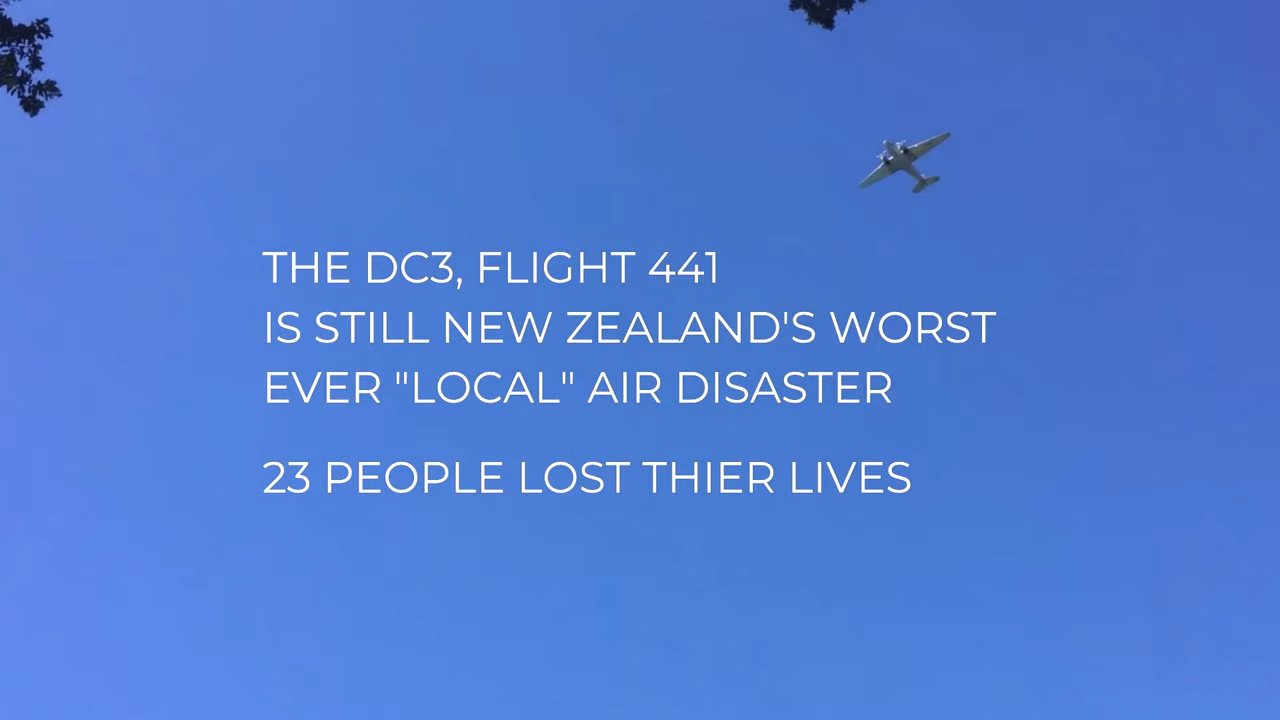 THE DC3, FLIGHT 441
IS STILL NEW ZEALAND'S WORST
EVER "LOCAL" AIR DISASTER
23 PEOPLE LOST THIER LIVES